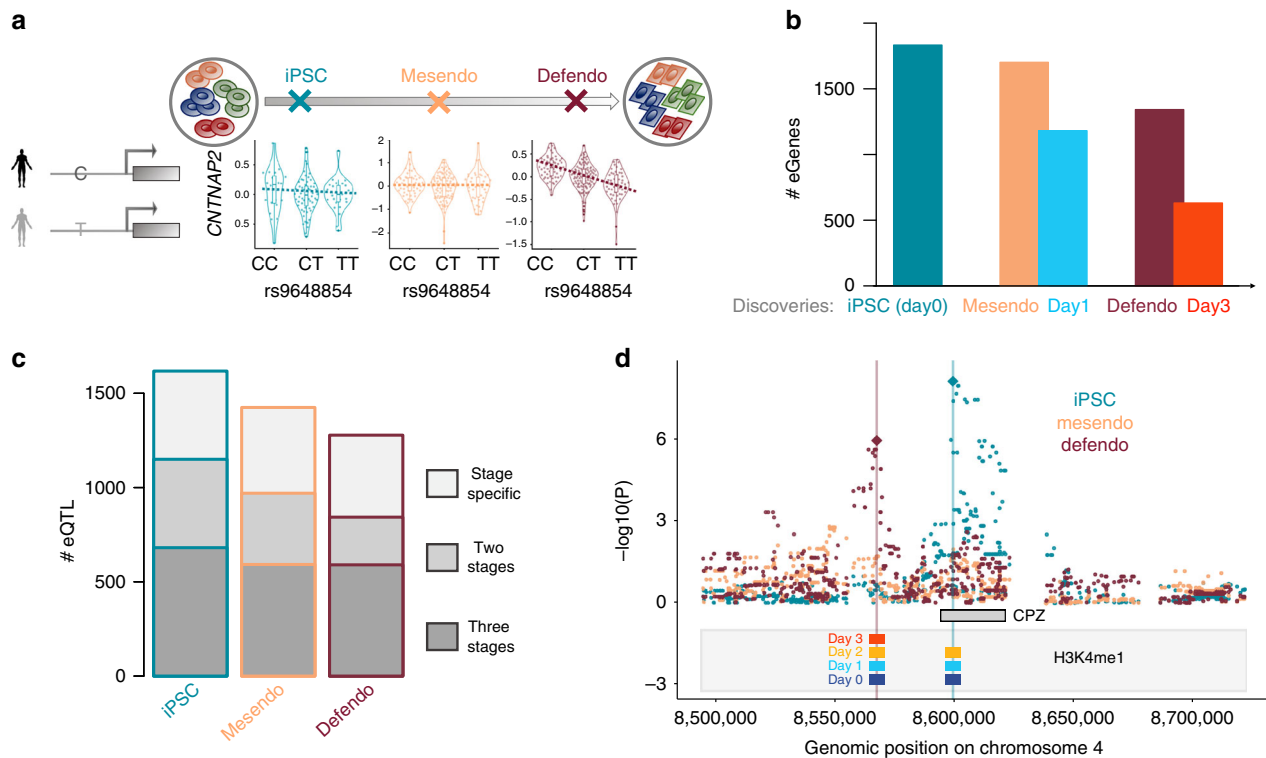 a
iPSC Mesendo Defendo
C
T
CNTNAP2
0.5
0.0
0.5
2
1
0
−1
−2
0.5
0.0
−0.5
−1.0
−1.5
CC CT TT CC CT TT CC CT TT
rs9648854 rs9648854 rs9648854
b
# eGenes
1500
500
0
Discoveries: iPSC (day0) Mesendo Day1 Defendo Day3
c
# eQTL
1500
1000
500
0
iPSC
Mesendo
Defendo
Stage
specific
Two
stages
Three
stages
d
−log10(P)
6
3
0
−3
iPSC
mesendo
defendo
CPZ
Day 3
Day 2
Day 1
Day 0
H3K4me1
8,500,000 8,550,000 8,600,000 8,650,000 8,700,000
Genomic position on chromosome 4